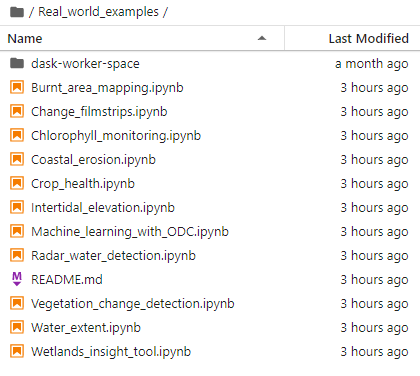 / Real_world_examples /
Name Last Modified
dask-worker-space a month ago
Burnt_area_mapping.ipynb 3 hours ago
Change_filmstrips.ipynb 3 hours ago
Chlorophyll_monitoring.ipynb 3 hours ago
Coastal_erosion.ipynb 3 hours ago
Crop_health.ipynb 3 hours ago
Intertidal_elevation.ipynb 3 hours ago
Machine_learning_with_ODC.ipynb 3 hours ago
Radar_water_detection.ipynb 3 hours ago
M README.md 3 hours ago
Vegetation_change_detection.ipynb 3 hours ago
Water_extent.ipynb 3 hours ago
Wetlands_insight_tool.ipynb 3 hours ago